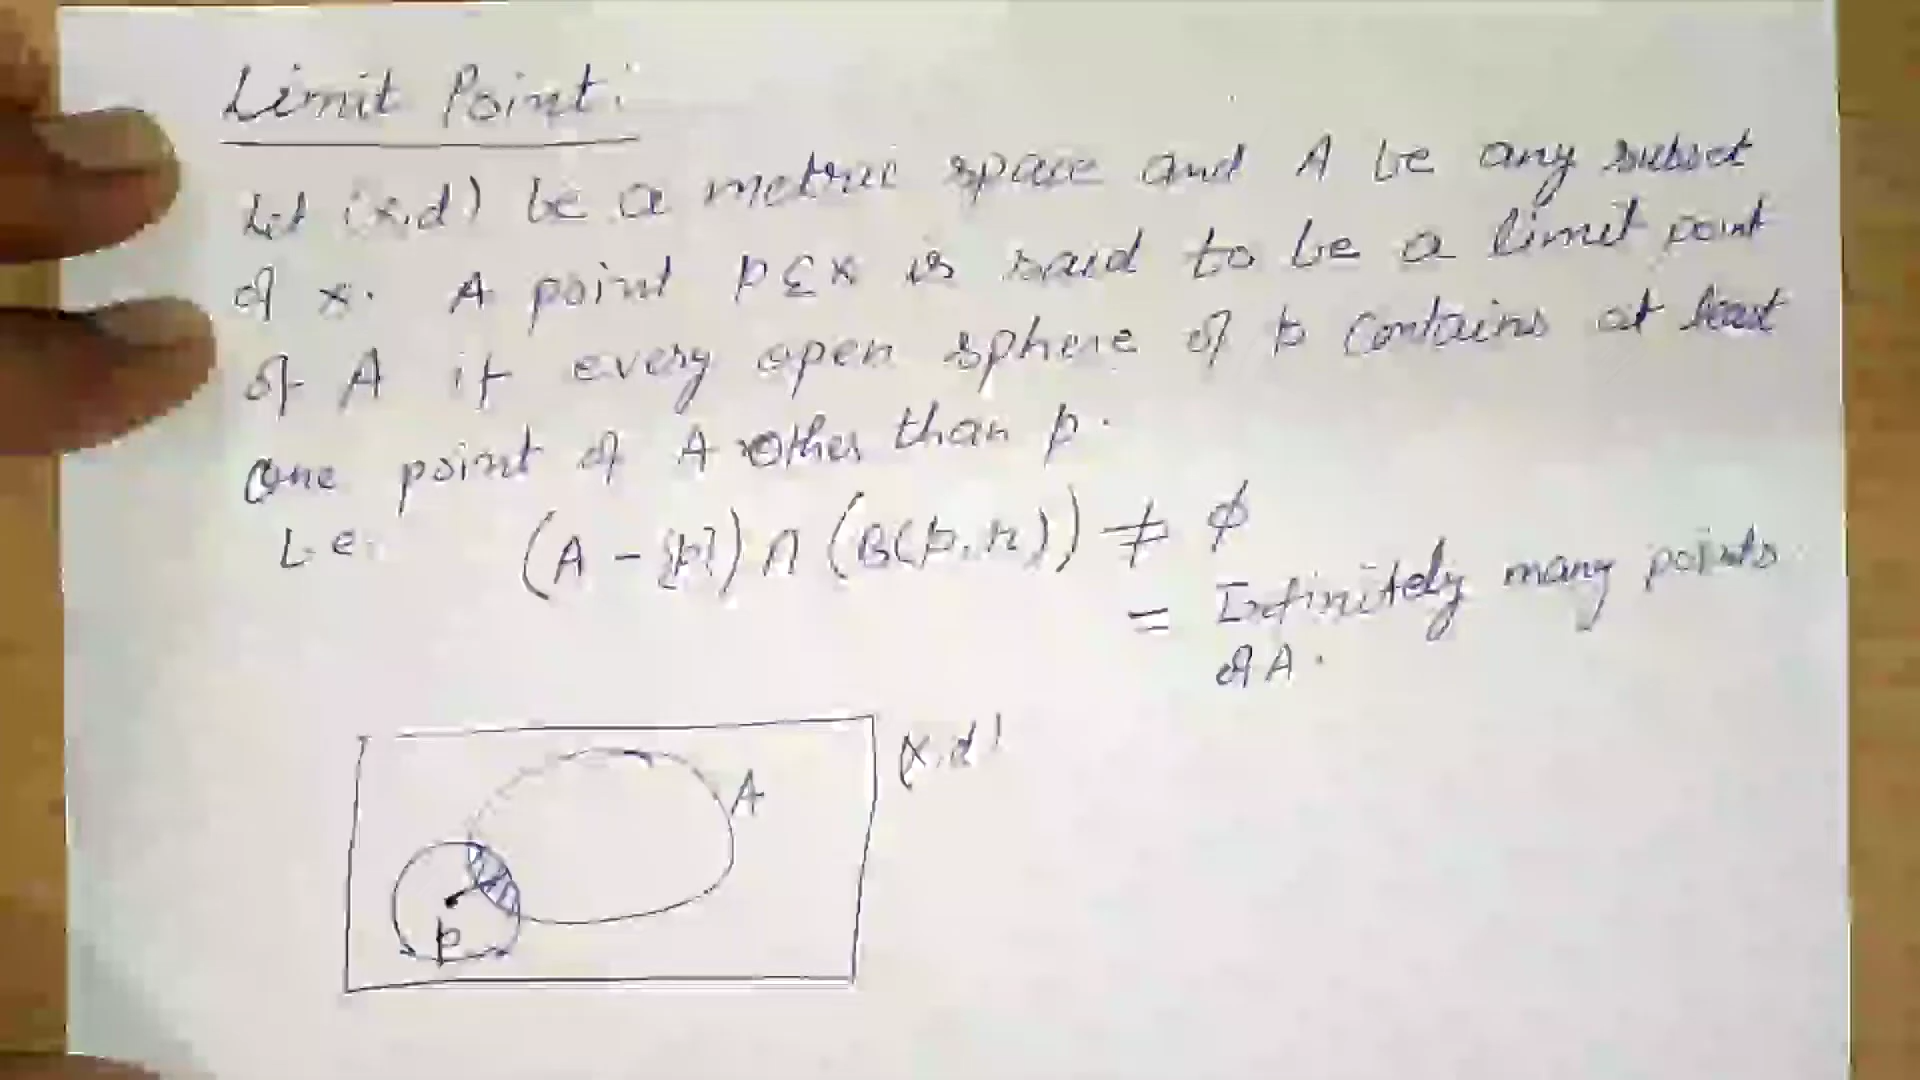 Limit Point:
Let (x,d) be a metric space and A be any subset
of x. A point p∈x is said to be a limit point
of A if every open sphere of p contains at least
one point of A other than p.
i.e. (A - {p}) ∩ (B(p,r)) ≠ φ
= Infinitely many points
of A.
(x,d)
A
p